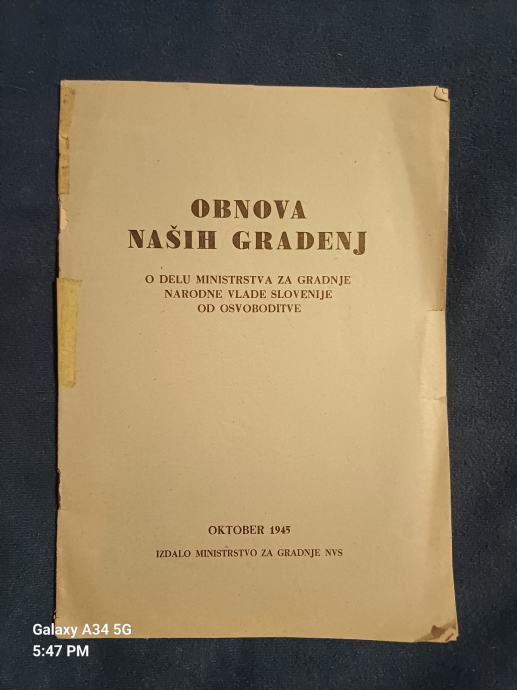 OBNOVA
NAŠIH GRADENJ
O DELU MINISTRSTVA ZA GRADNJE
NARODNE VLADE SLOVENIJE
OD OSVOBODITVE
OKTOBER 1945
IZDALO MINISTRSTVO ZA GRADNJE NVS
Galaxy A34 5G
5:47 PM